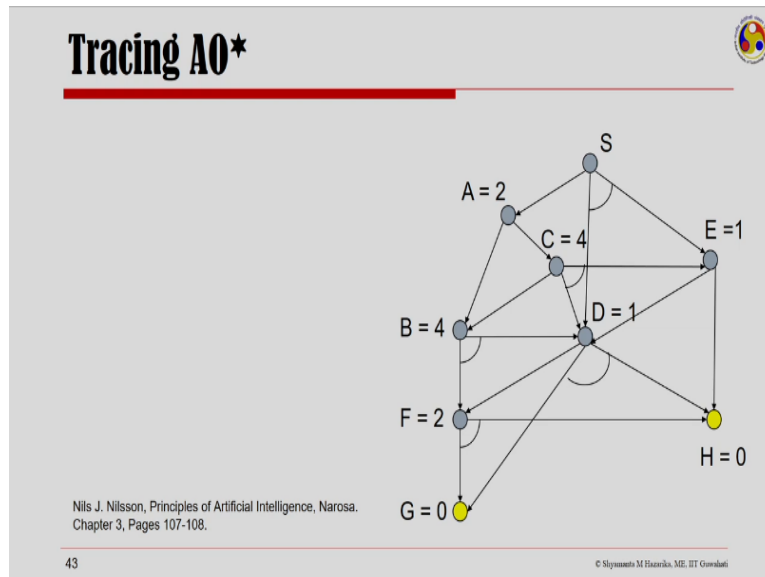 Tracing AO*
S
A = 2
E =1
C = 4
D = 1
B = 4
F = 2
H = 0
G = 0
Nils J. Nilsson, Principles of Artificial Intelligence, Narosa.
Chapter 3, Pages 107-108.
43
© Shyamanta M Hazarika, ME, IIT Guwahati